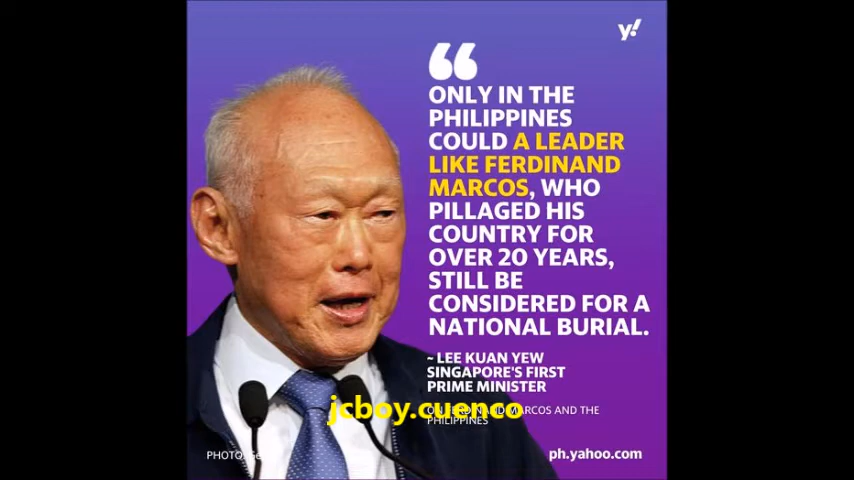 y!
ONLY IN THE
PHILIPPINES
COULD A LEADER
LIKE FERDINAND
MARCOS, WHO
PILLAGED HIS
COUNTRY FOR
OVER 20 YEARS,
STILL BE
CONSIDERED FOR A
NATIONAL BURIAL.
~ LEE KUAN YEW
SINGAPORE'S FIRST
PRIME MINISTER
ON FERDINAND MARCOS AND THE
PHILIPPINES
jcboy.cuenco
ph.yahoo.com